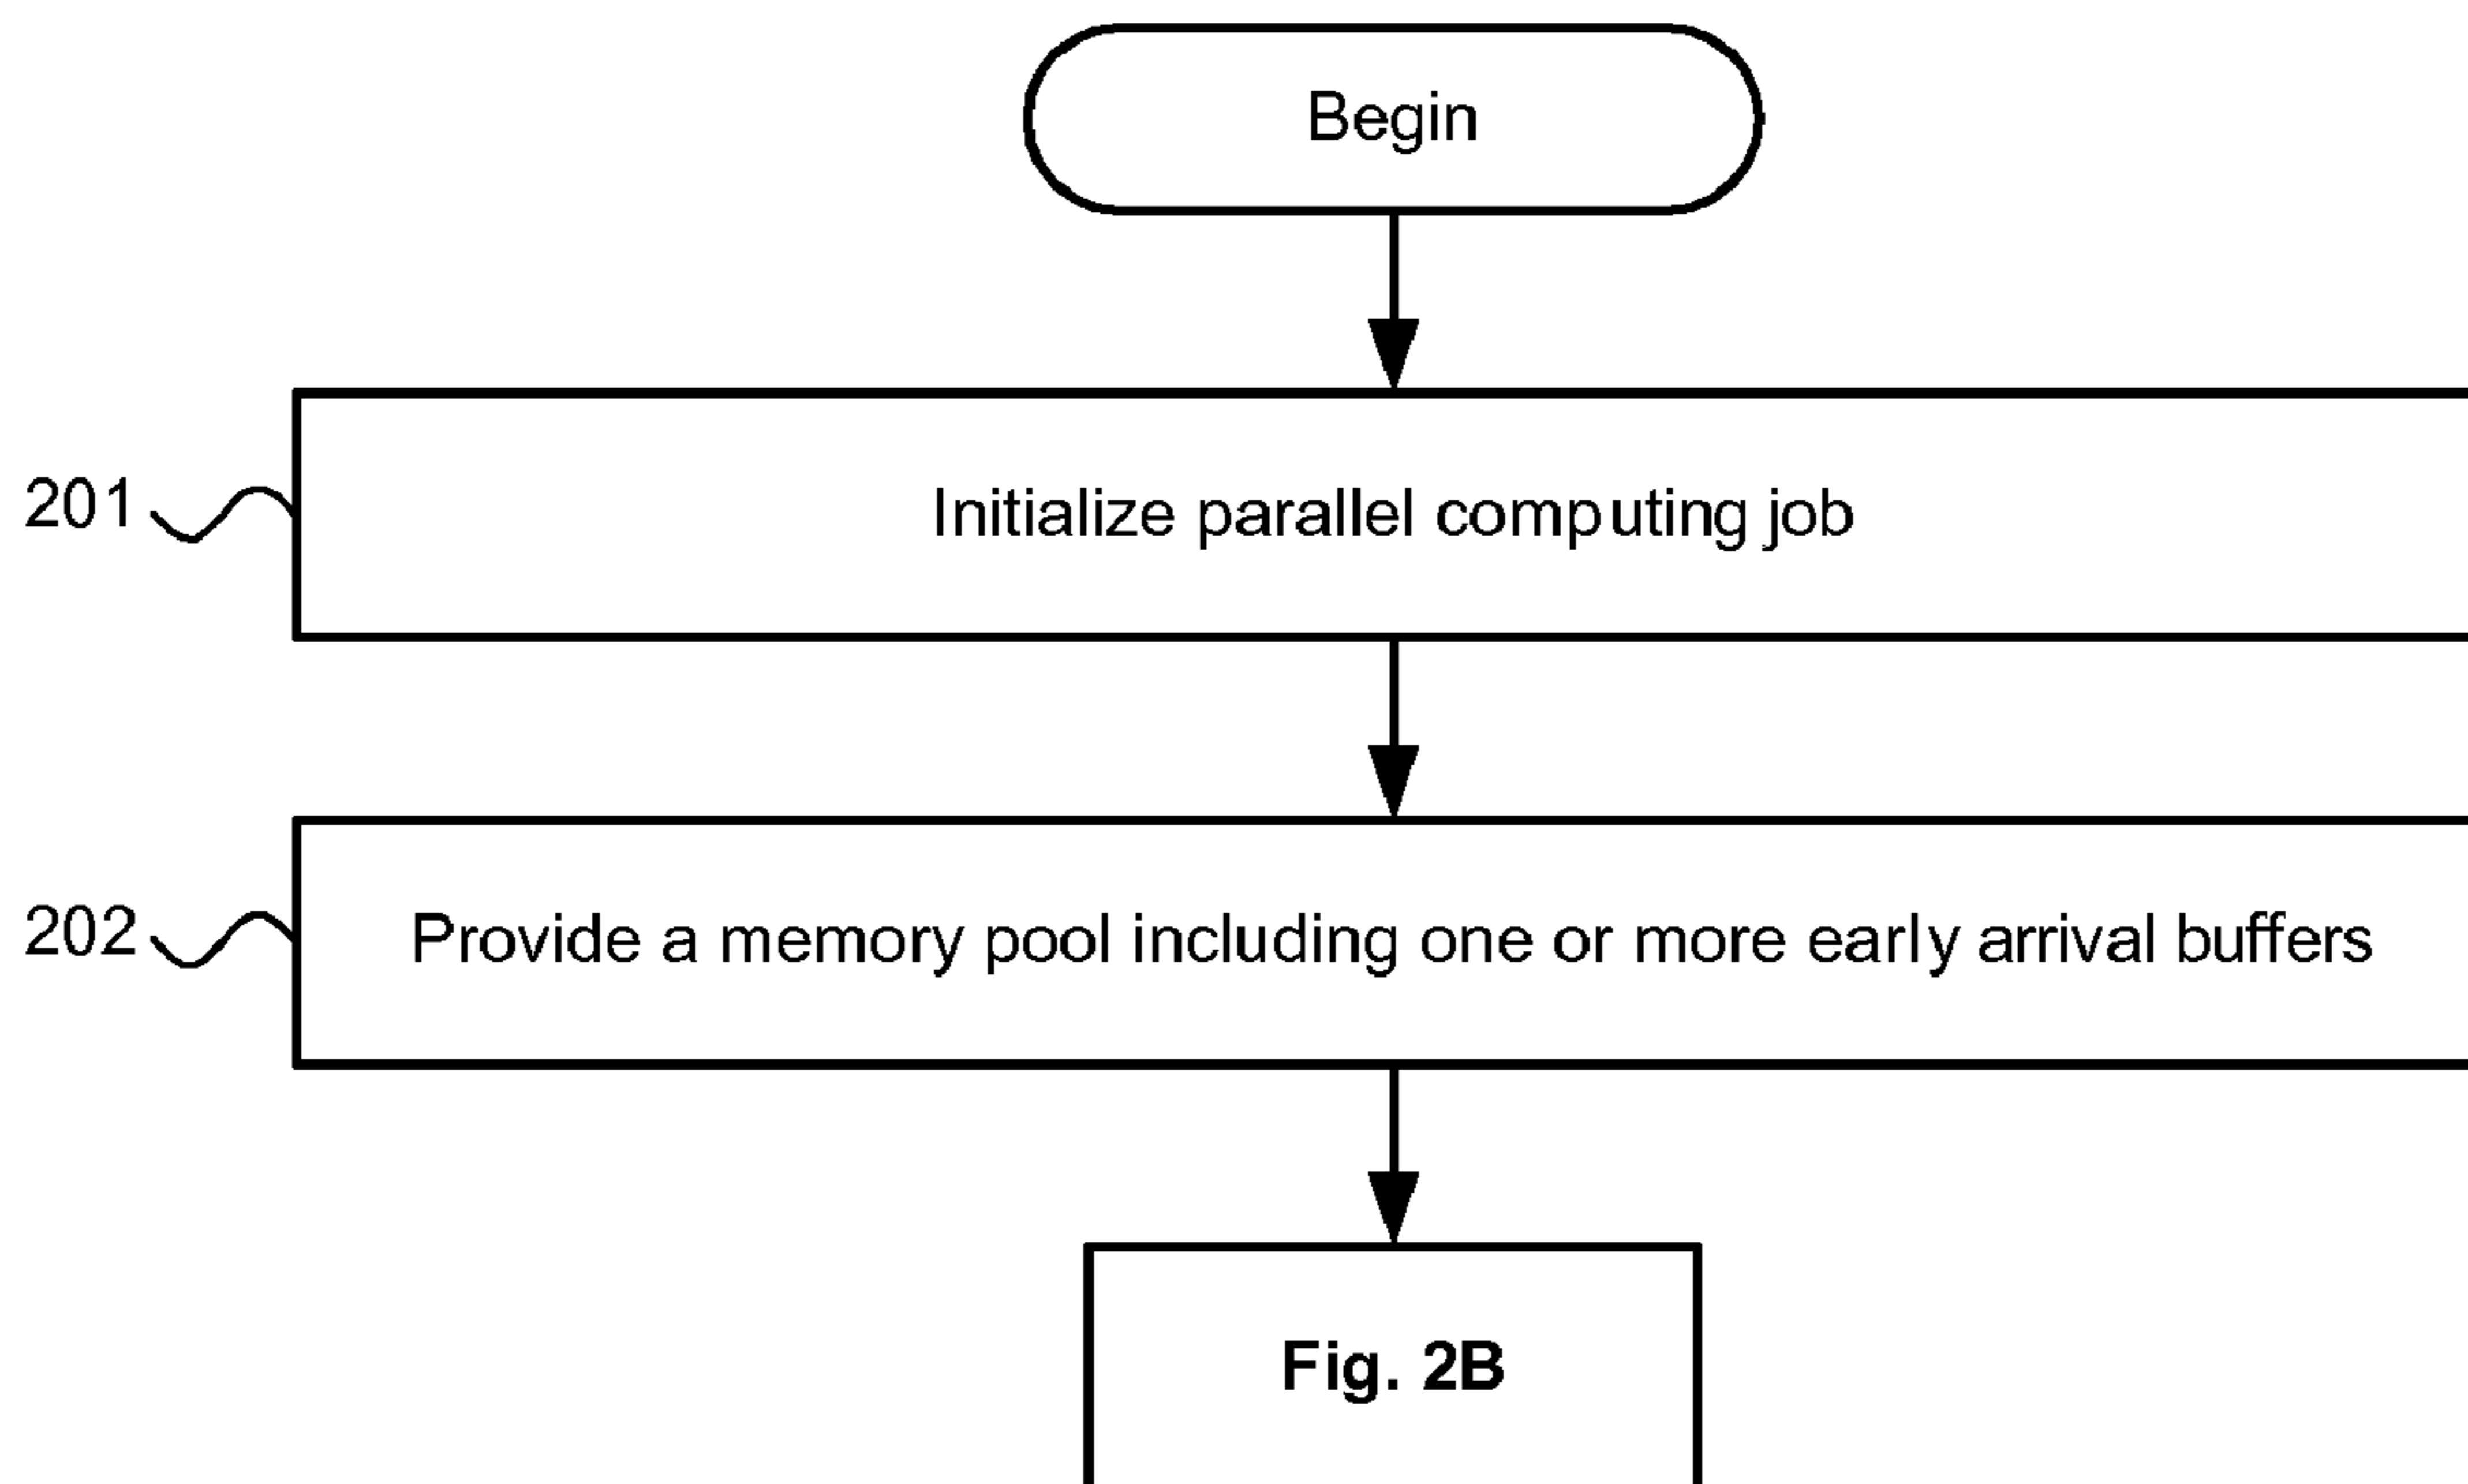 Begin
201
Initialize parallel computing job
202
Provide a memory pool including one or more early arrival buffers
Fig. 2B